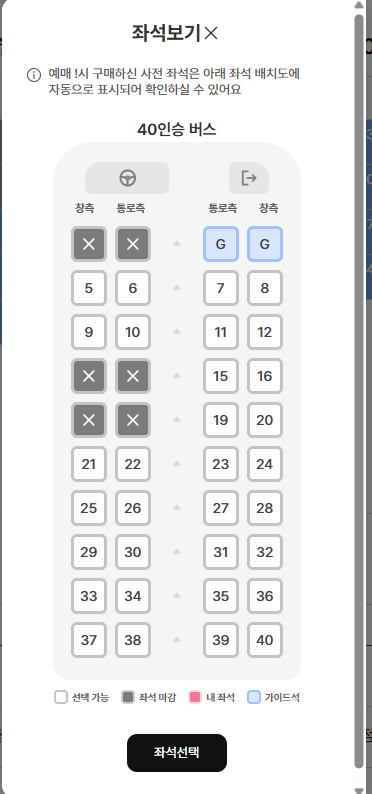 좌석보기
예매 1시 구매하신 사전 좌석은 아래 좌석 배치도에
자동으로 표시되어 확인하실 수 있어요
40인승 버스
창측 통로측 통로측 창측
G G
5 6 7 8
9 10 11 12
15 16
19 20
21 22 23 24
25 26 27 28
29 30 31 32
33 34 35 36
37 38 39 40
선택 가능 좌석 마감 내 좌석 가이드석
좌석선택